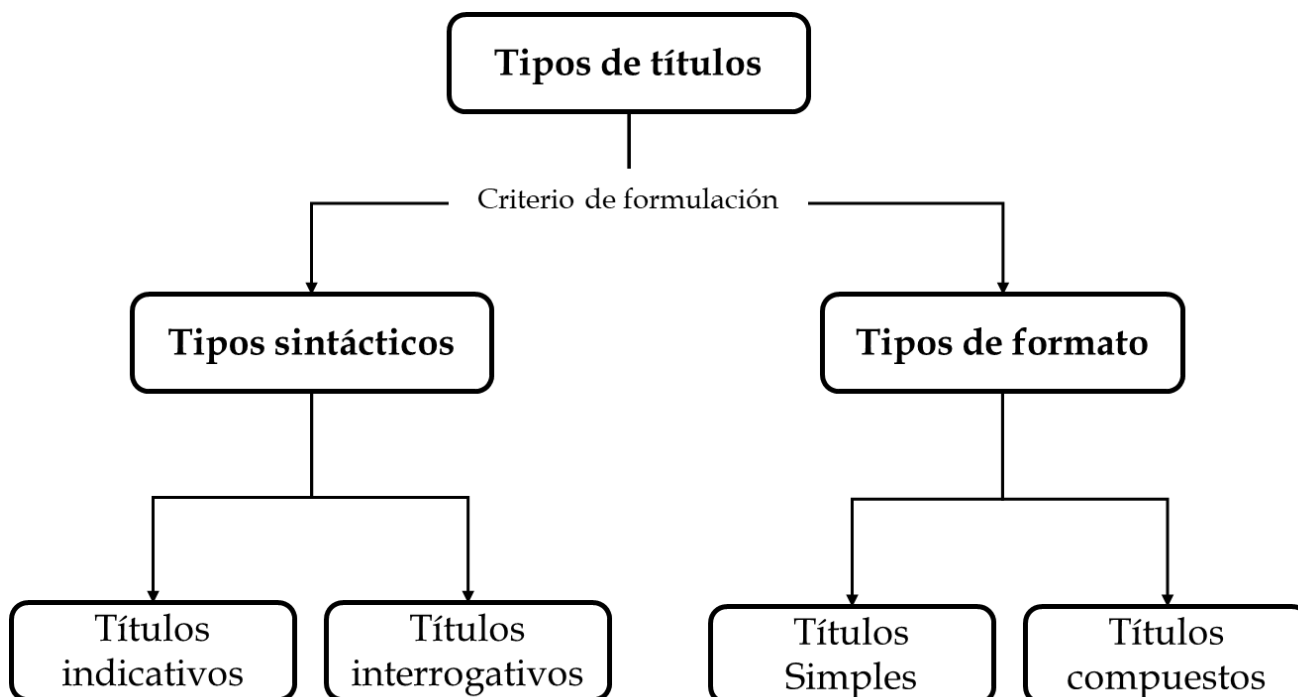 Tipos de títulos
Criterio de formulación
Tipos sintácticos
Tipos de formato
Títulos
indicativos
Títulos
interrogativos
Títulos
Simples
Títulos
compuestos